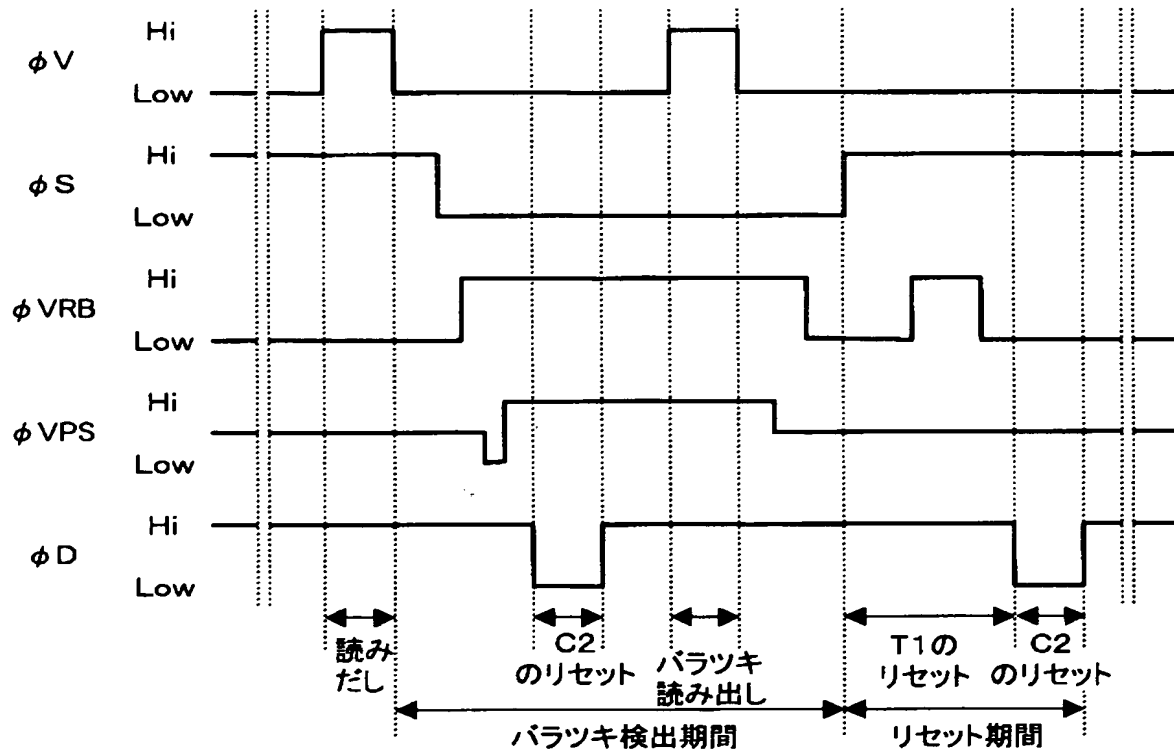 Hi
φV
Low
Hi
φS
Low
Hi
φVRB
Low
Hi
φVPS
Low
Hi
φD
Low
読み
だし
C2
のリセット
バラツキ
読み出し
T1の
リセット
C2
のリセット
バラツキ検出期間
リセット期間